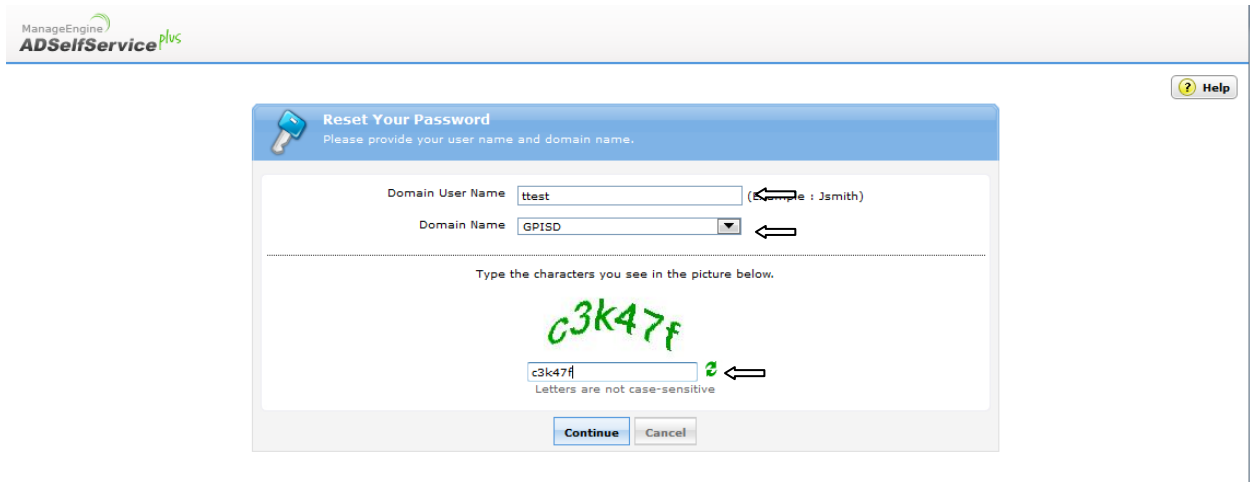 ManageEngine
ADSelfService plus
? Help
Reset Your Password
Please provide your user name and domain name.
Domain User Name ttest (Example : Jsmith)
Domain Name GPISD
Type the characters you see in the picture below.
c3k47f
c3k47f
Letters are not case-sensitive
Continue Cancel